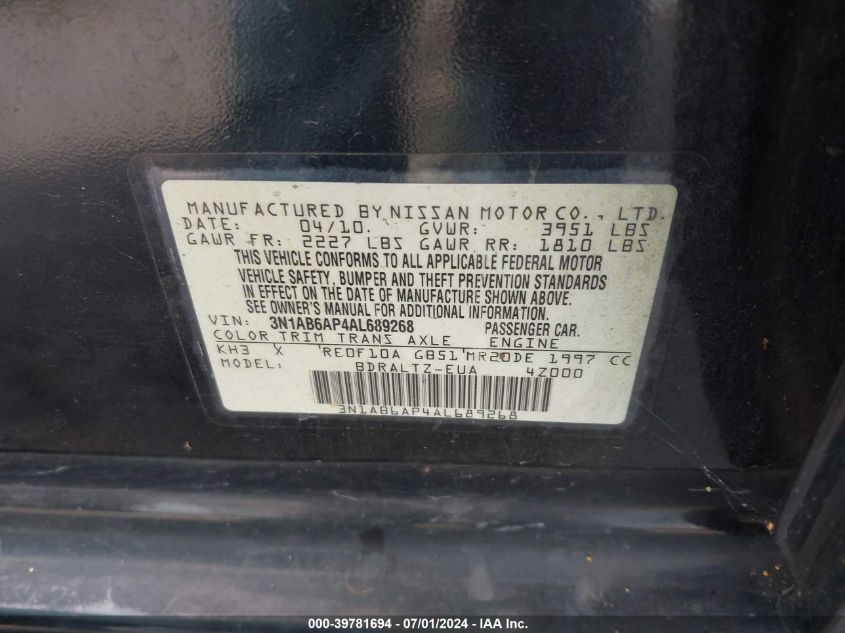 MANUFACTURED BY NISSAN MOTOR CO., LTD.
DATE: 04/10. GVWR: 3951 LBS
GAWR FR: 2227 LBS GAWR RR: 1810 LBS
THIS VEHICLE CONFORMS TO ALL APPLICABLE FEDERAL MOTOR
VEHICLE SAFETY, BUMPER AND THEFT PREVENTION STANDARDS
IN EFFECT ON THE DATE OF MANUFACTURE SHOWN ABOVE.
SEE OWNER'S MANUAL FOR ADDITIONAL INFORMATION.
VIN: 3N1AB6AP4AL689268 PASSENGER CAR.
COLOR TRIM TRANS AXLE ENGINE
KH3 X 'RE0F10A GB51'MR20DE 1997 CC
MODEL: BDRALTZ-EUA 4Z000
3N1AB6AP4AL689268
000-39781694 - 07/01/2024 - IAA Inc.